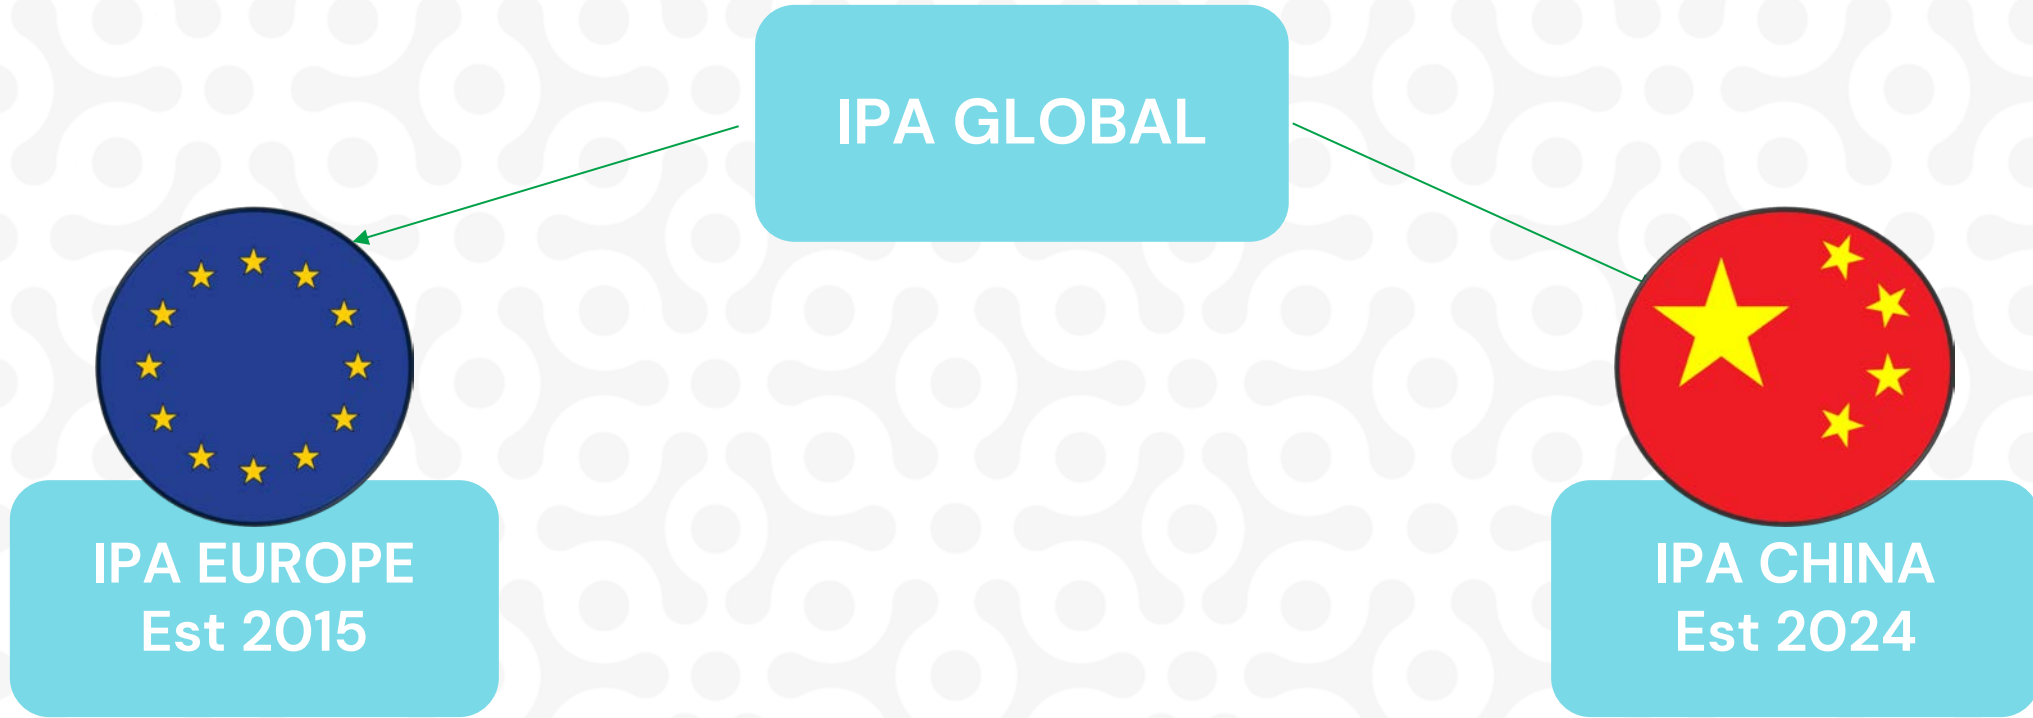 IPA GLOBAL
IPA EUROPE
Est 2015
IPA CHINA
Est 2024